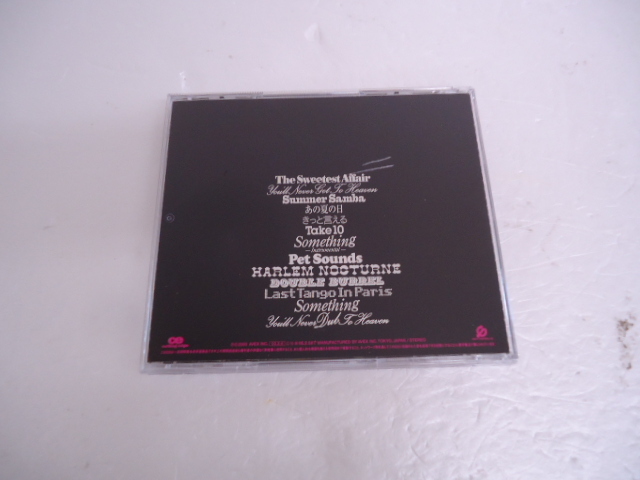 The Sweetest Affair
You'll Never Get To Heaven
Summer Samba
あの夏の日
きっと言える
Take 10
Something
-Instrumental-
Pet Sounds
HARLEM NOCTURNE
DOUBLE BURREL
Last Tango In Paris
Something
You'll Never Dub To Heaven